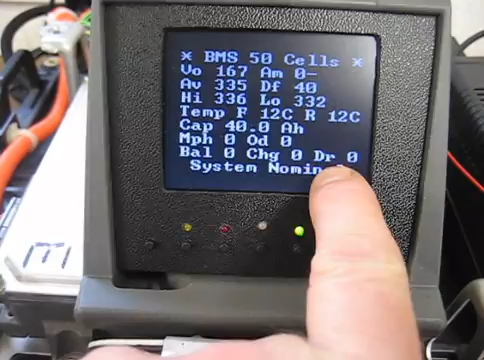 * BMS 50 Cells *
Vo 167 Am 0-
Av 335 Df 40
Hi 336 Lo 332
Temp F 12C R 12C
Cap 40.0 Ah
Mph 0 Od 0
Bal 0 Chg 0 Dr 0
System